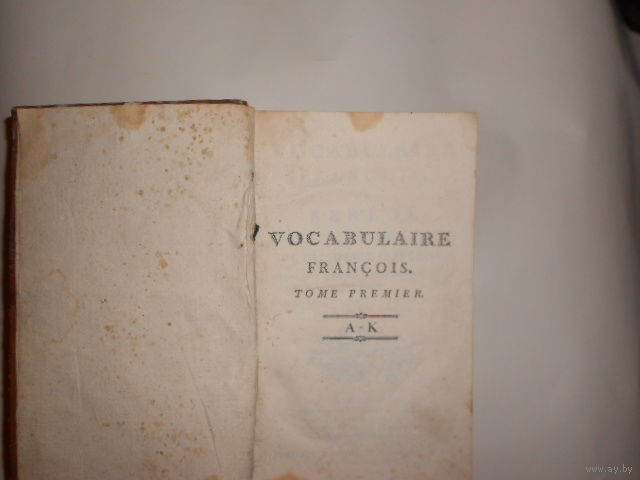 VOCABULAIRE
FRANÇOIS.
TOME PREMIER.
A-K
www.ay.by